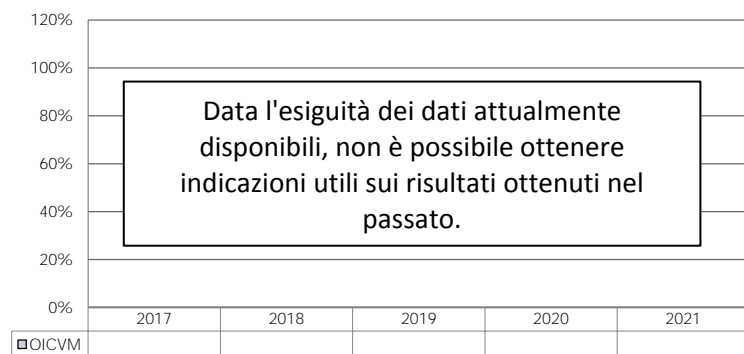 120%
100%
80%
60%
40%
20%
0%
Data l'esiguità dei dati attualmente
disponibili, non è possibile ottenere
indicazioni utili sui risultati ottenuti nel
passato.
2017 2018 2019 2020 2021
OICVM